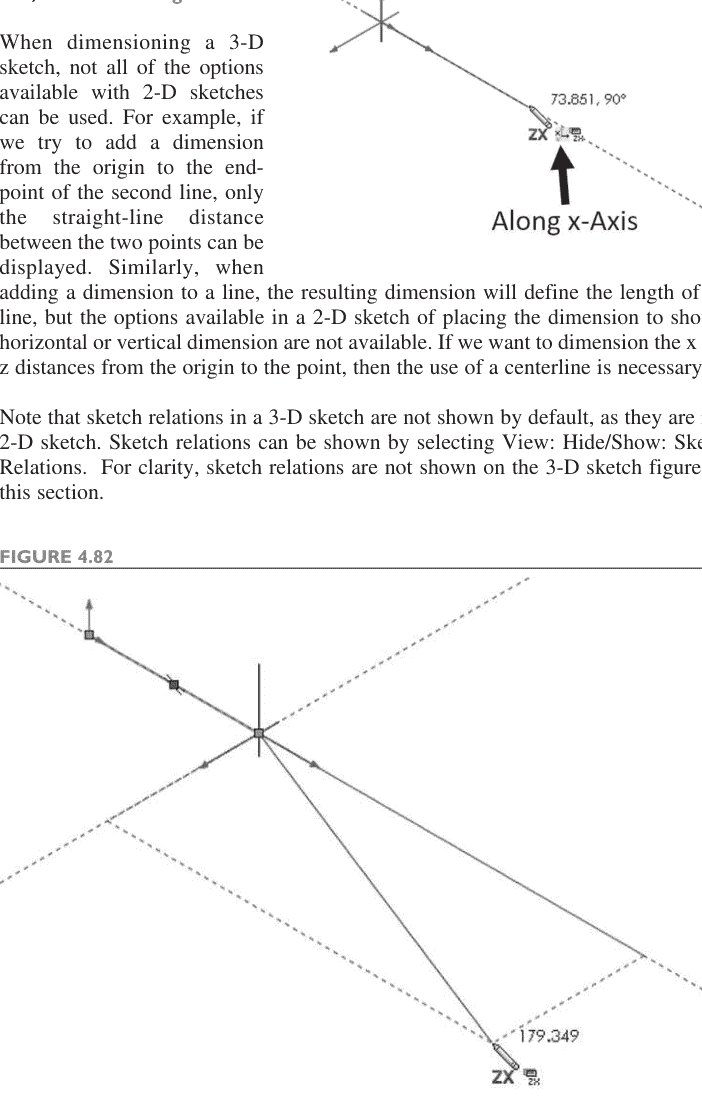 When dimensioning a 3-D
sketch, not all of the options
available with 2-D sketches
can be used. For example, if
we try to add a dimension
from the origin to the end-
point of the second line, only
the straight-line distance
between the two points can be
displayed. Similarly, when
73.851, 90°
ZX
Along x-Axis
adding a dimension to a line, the resulting dimension will define the length of
line, but the options available in a 2-D sketch of placing the dimension to sho
horizontal or vertical dimension are not available. If we want to dimension the x
z distances from the origin to the point, then the use of a centerline is necessary
Note that sketch relations in a 3-D sketch are not shown by default, as they are
2-D sketch. Sketch relations can be shown by selecting View: Hide/Show: Ske
Relations. For clarity, sketch relations are not shown on the 3-D sketch figure
this section.
FIGURE 4.82
179.349
ZX
ZX